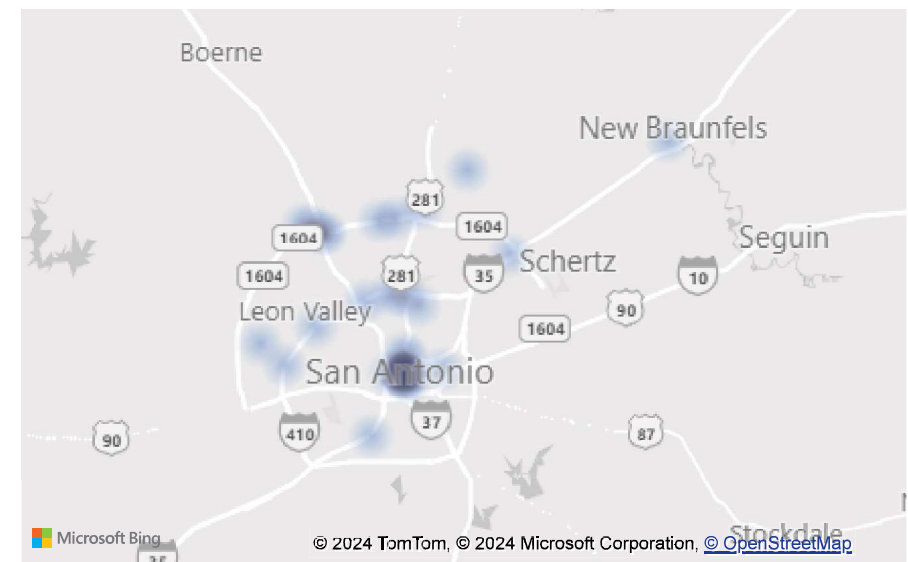 Boerne
New Braunfels
281
1604
1604
Seguin
Schertz
1604
281
35
10
Leon Valley
90
1604
San Antonio
37
410
87
90
Stockdale
Microsoft Bing
© 2024 TomTom, © 2024 Microsoft Corporation, © OpenStreetMap
35